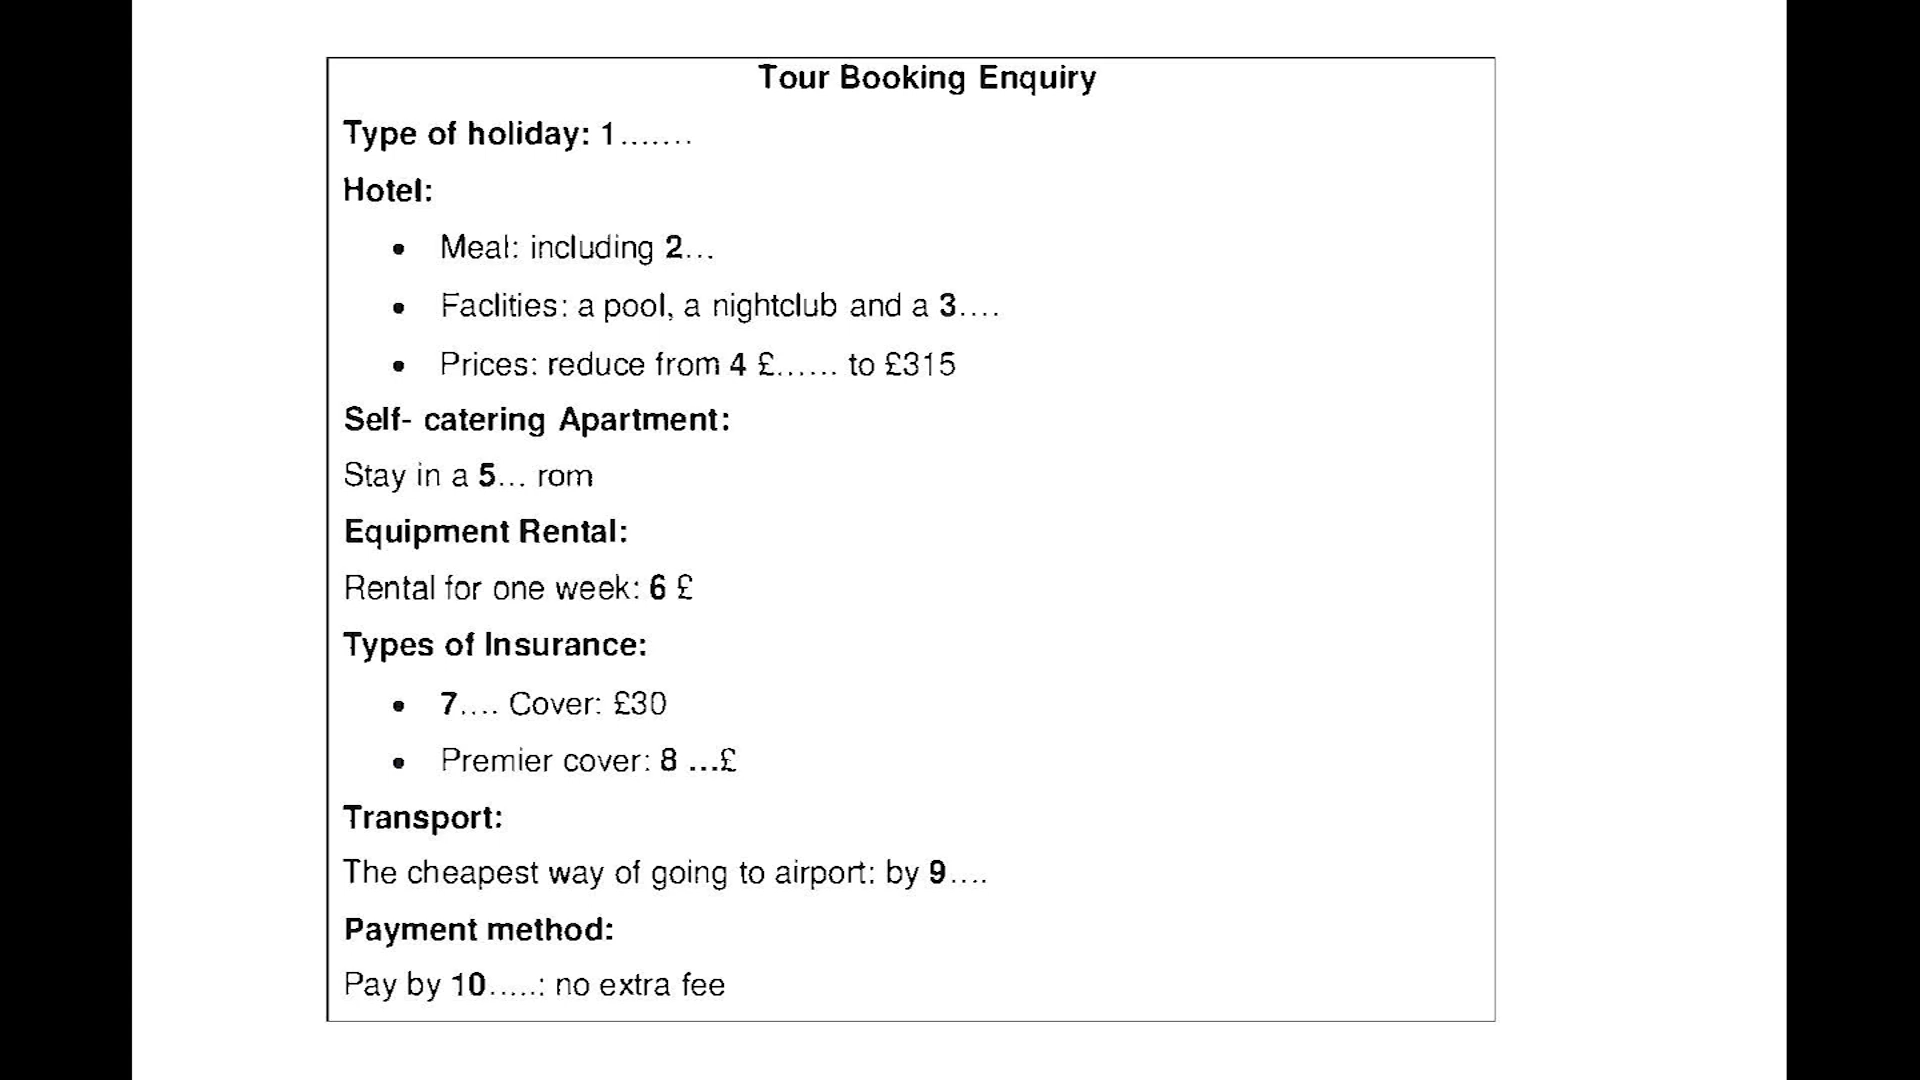 Tour Booking Enquiry
Type of holiday: 1.......
Hotel:
• Meal: including 2...
• Faclities: a pool, a nightclub and a 3....
• Prices: reduce from 4 £...... to £315
Self- catering Apartment:
Stay in a 5... rom
Equipment Rental:
Rental for one week: 6 £
Types of Insurance:
• 7.... Cover: £30
• Premier cover: 8 ...£
Transport:
The cheapest way of going to airport: by 9....
Payment method:
Pay by 10.....: no extra fee